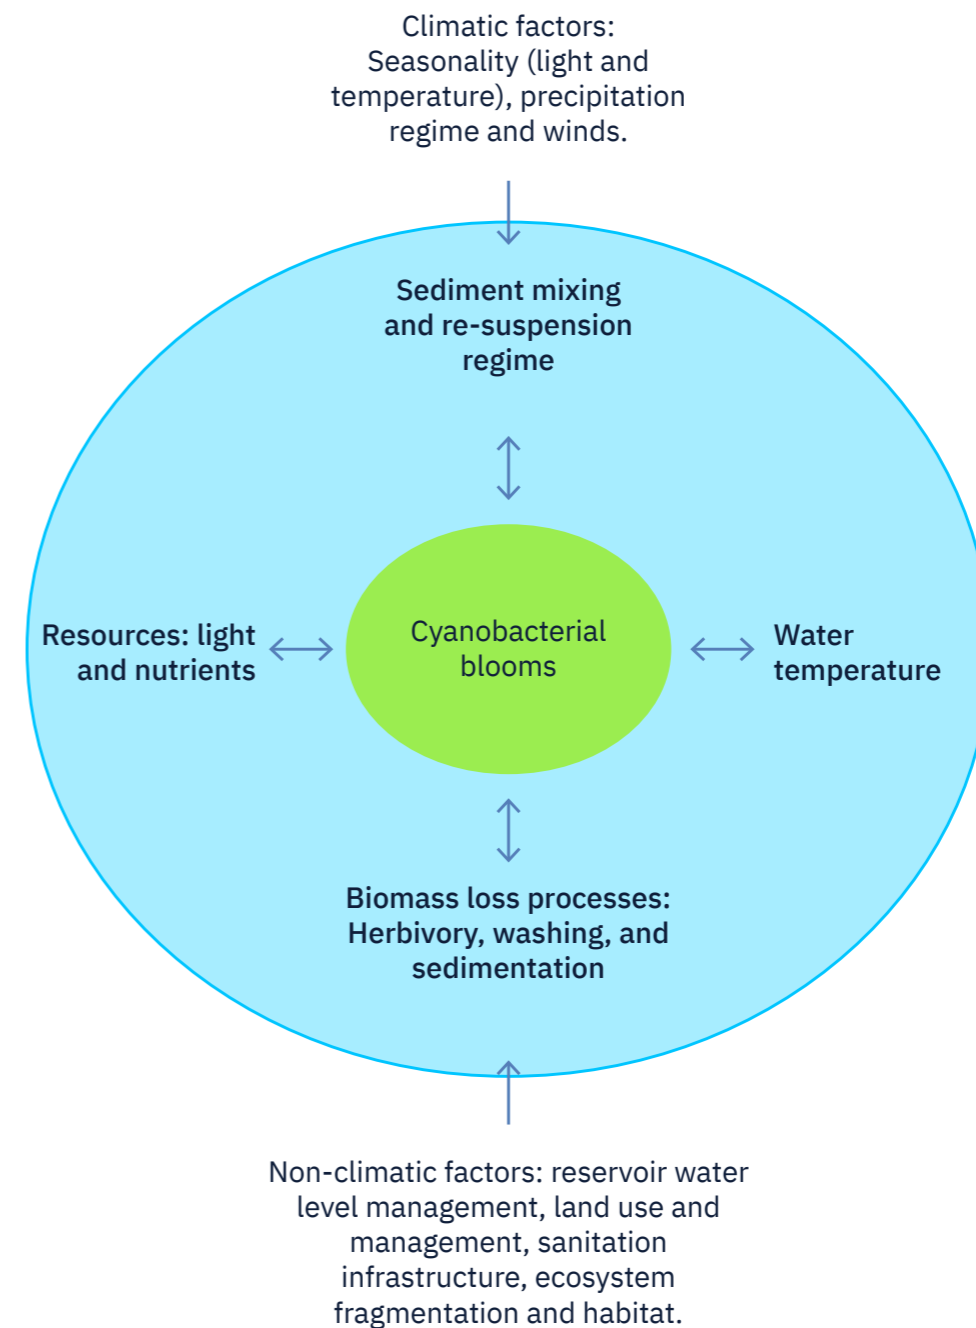 Climatic factors:
Seasonality (light and
temperature), precipitation
regime and winds.
Sediment mixing
and re-suspension
regime
Resources: light
and nutrients
Cyanobacterial
blooms
Water
temperature
Biomass loss processes:
Herbivory, washing, and
sedimentation
Non-climatic factors: reservoir water
level management, land use and
management, sanitation
infrastructure, ecosystem
fragmentation and habitat.